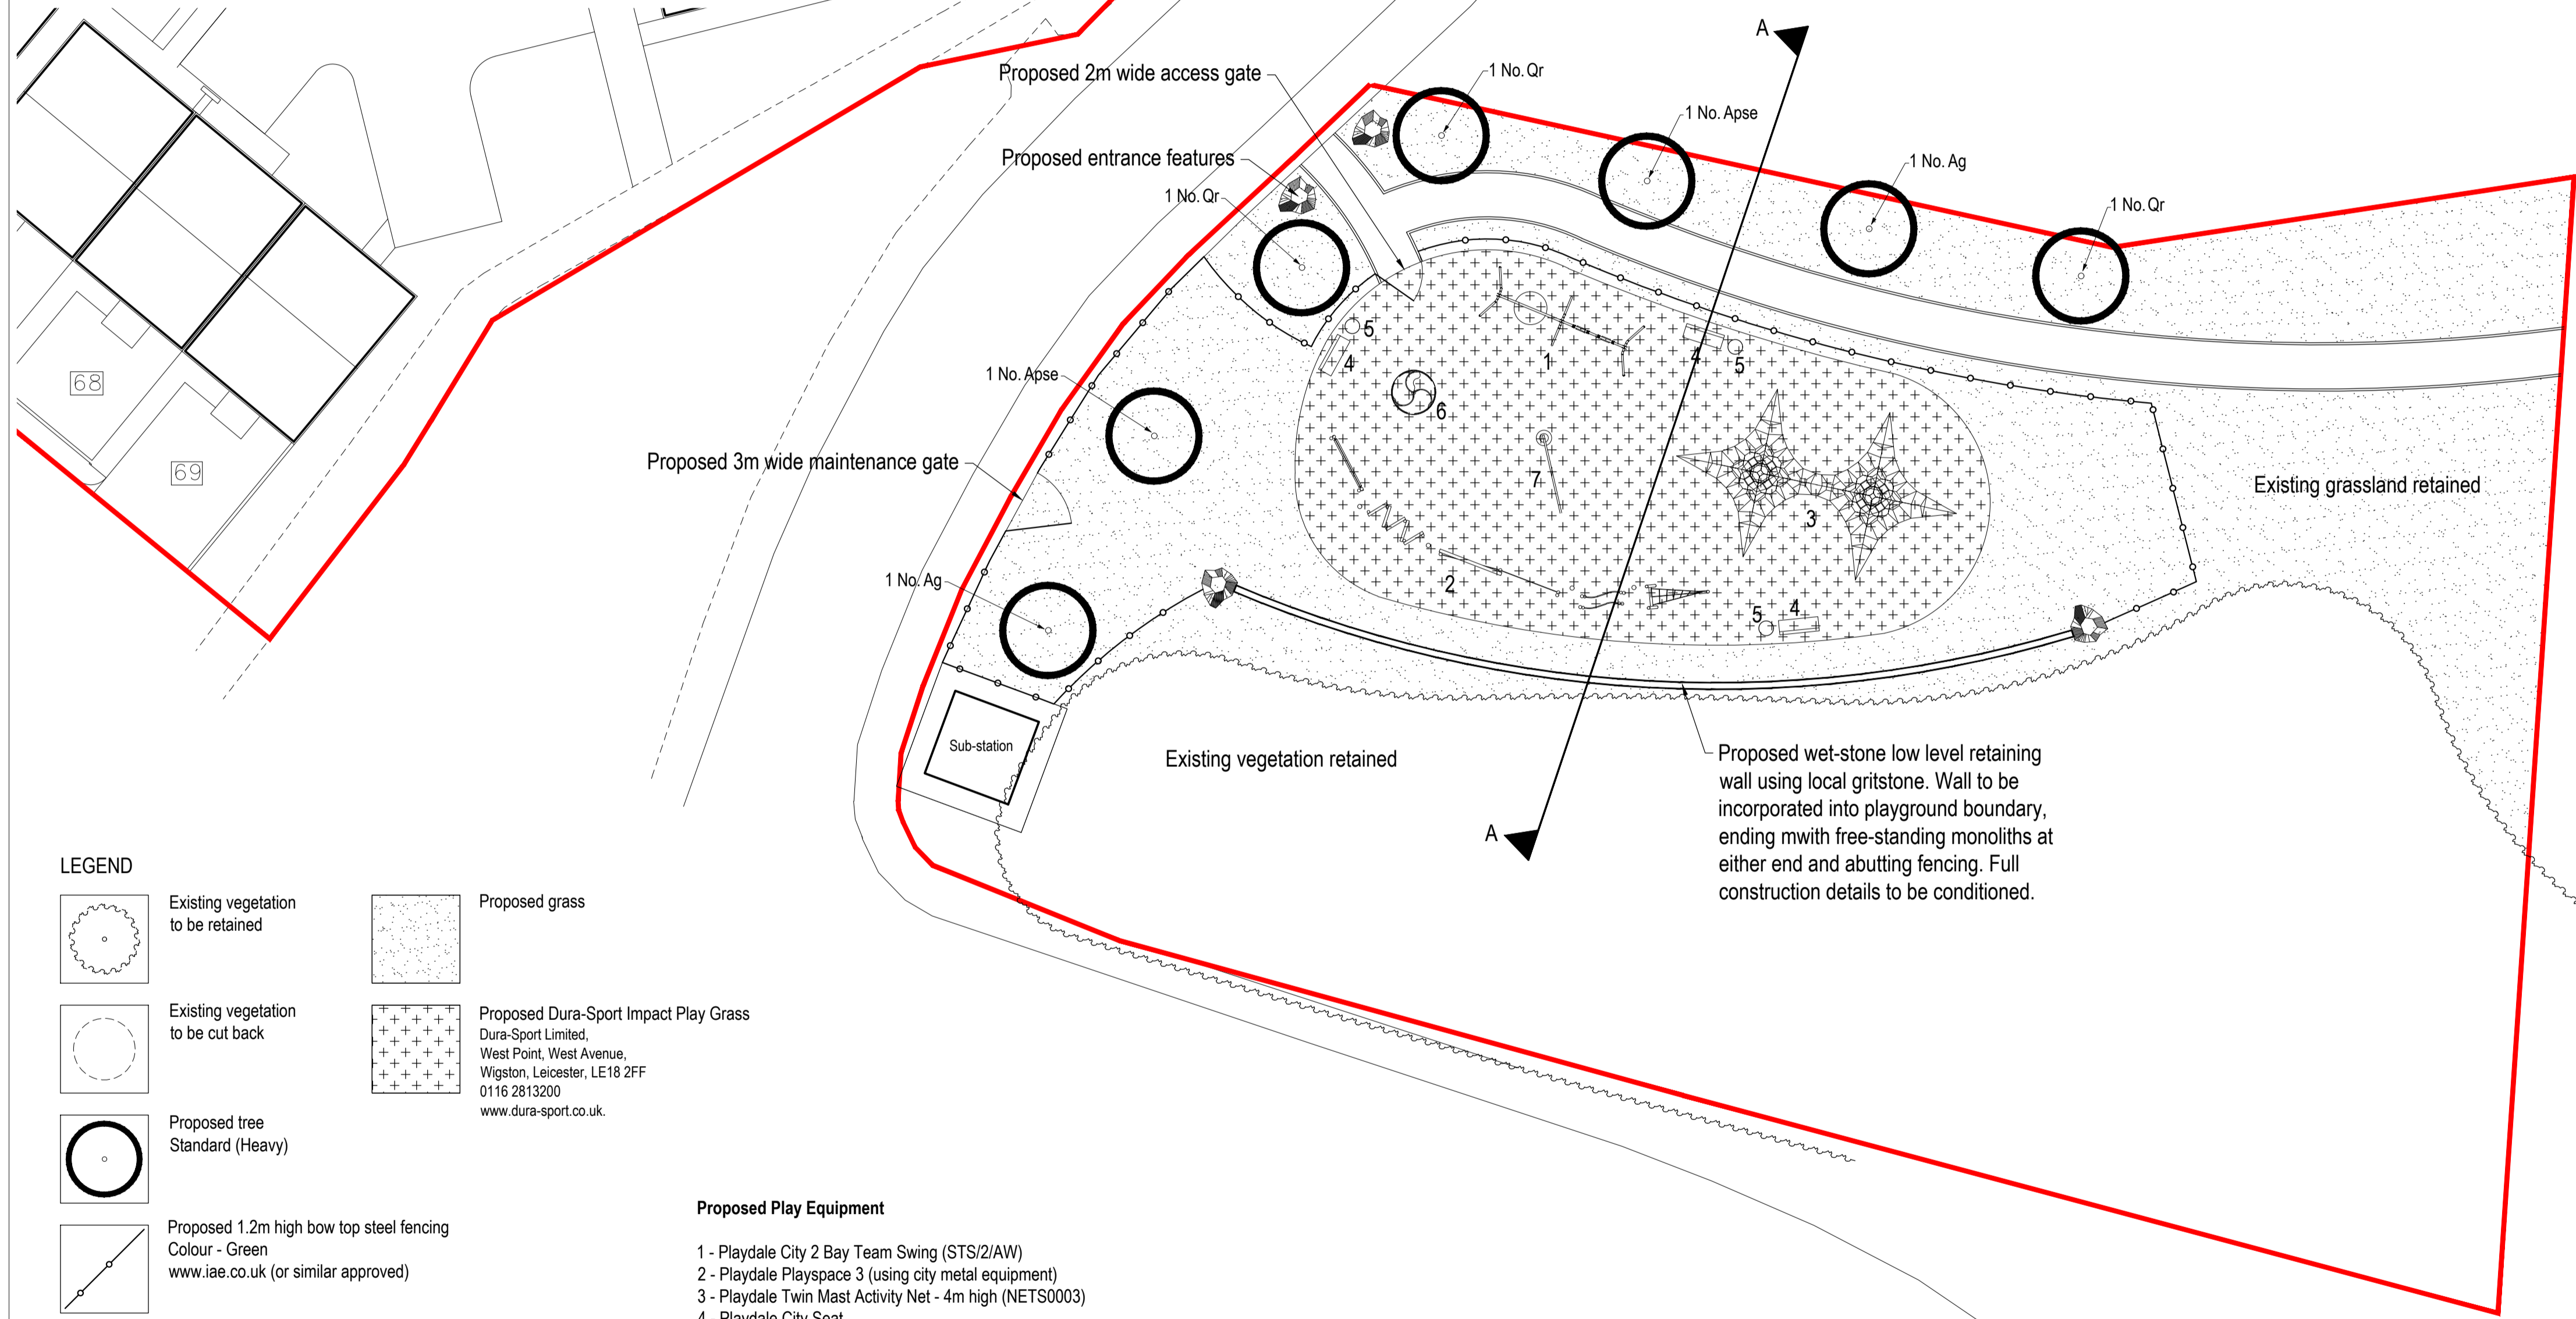 A
Proposed 2m wide access gate
1 No. Qr
1 No. Apse
Proposed entrance features
1 No. Ag
1 No. Qr
1 No. Qr
5
4
1
4
5
1 No. Apse
68
6
69
Proposed 3m wide maintenance gate
7
3
Existing grassland retained
1 No. Ag
2
5
4
Sub-station
Existing vegetation retained
A
Proposed wet-stone low level retaining
wall using local gritstone. Wall to be
incorporated into playground boundary,
ending mwith free-standing monoliths at
either end and abutting fencing. Full
construction details to be conditioned.
LEGEND
Existing vegetation
to be retained
Existing vegetation
to be cut back
Proposed tree
Standard (Heavy)
Proposed 1.2m high bow top steel fencing
Colour - Green
www.iae.co.uk (or similar approved)
Proposed grass
Proposed Dura-Sport Impact Play Grass
Dura-Sport Limited,
West Point, West Avenue,
Wigston, Leicester, LE18 2FF
0116 2813200
www.dura-sport.co.uk.
Proposed Play Equipment
1 - Playdale City 2 Bay Team Swing (STS/2/AW)
2 - Playdale Playspace 3 (using city metal equipment)
3 - Playdale Twin Mast Activity Net - 4m high (NETS0003)
4 - Playdale City Seat